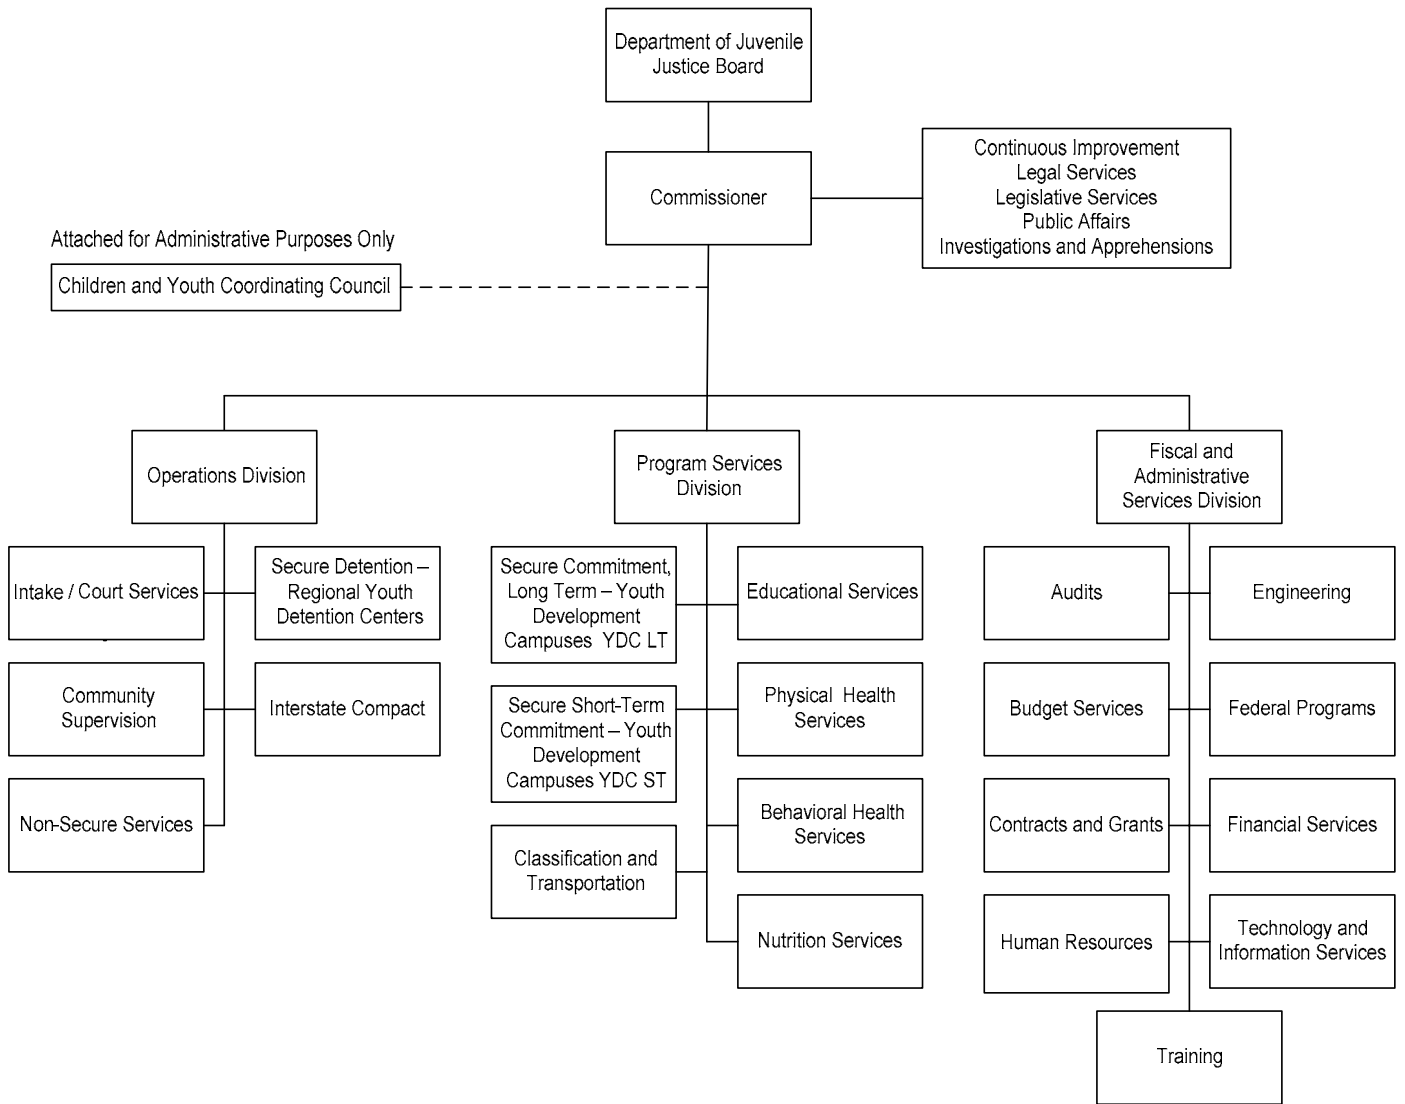 Department of Juvenile
Justice Board
Commissioner
Continuous Improvement
Legal Services
Legislative Services
Public Affairs
Investigations and Apprehensions
Attached for Administrative Purposes Only
Children and Youth Coordinating Council
Operations Division
Program Services
Division
Fiscal and
Administrative
Services Division
Intake / Court Services
Secure Detention –
Regional Youth
Detention Centers
Community
Supervision
Interstate Compact
Non-Secure Services
Secure Commitment,
Long Term – Youth
Development
Campuses YDC LT
Educational Services
Secure Short-Term
Commitment – Youth
Development
Campuses YDC ST
Physical Health
Services
Behavioral Health
Services
Classification and
Transportation
Nutrition Services
Audits
Engineering
Budget Services
Federal Programs
Contracts and Grants
Financial Services
Human Resources
Technology and
Information Services
Training